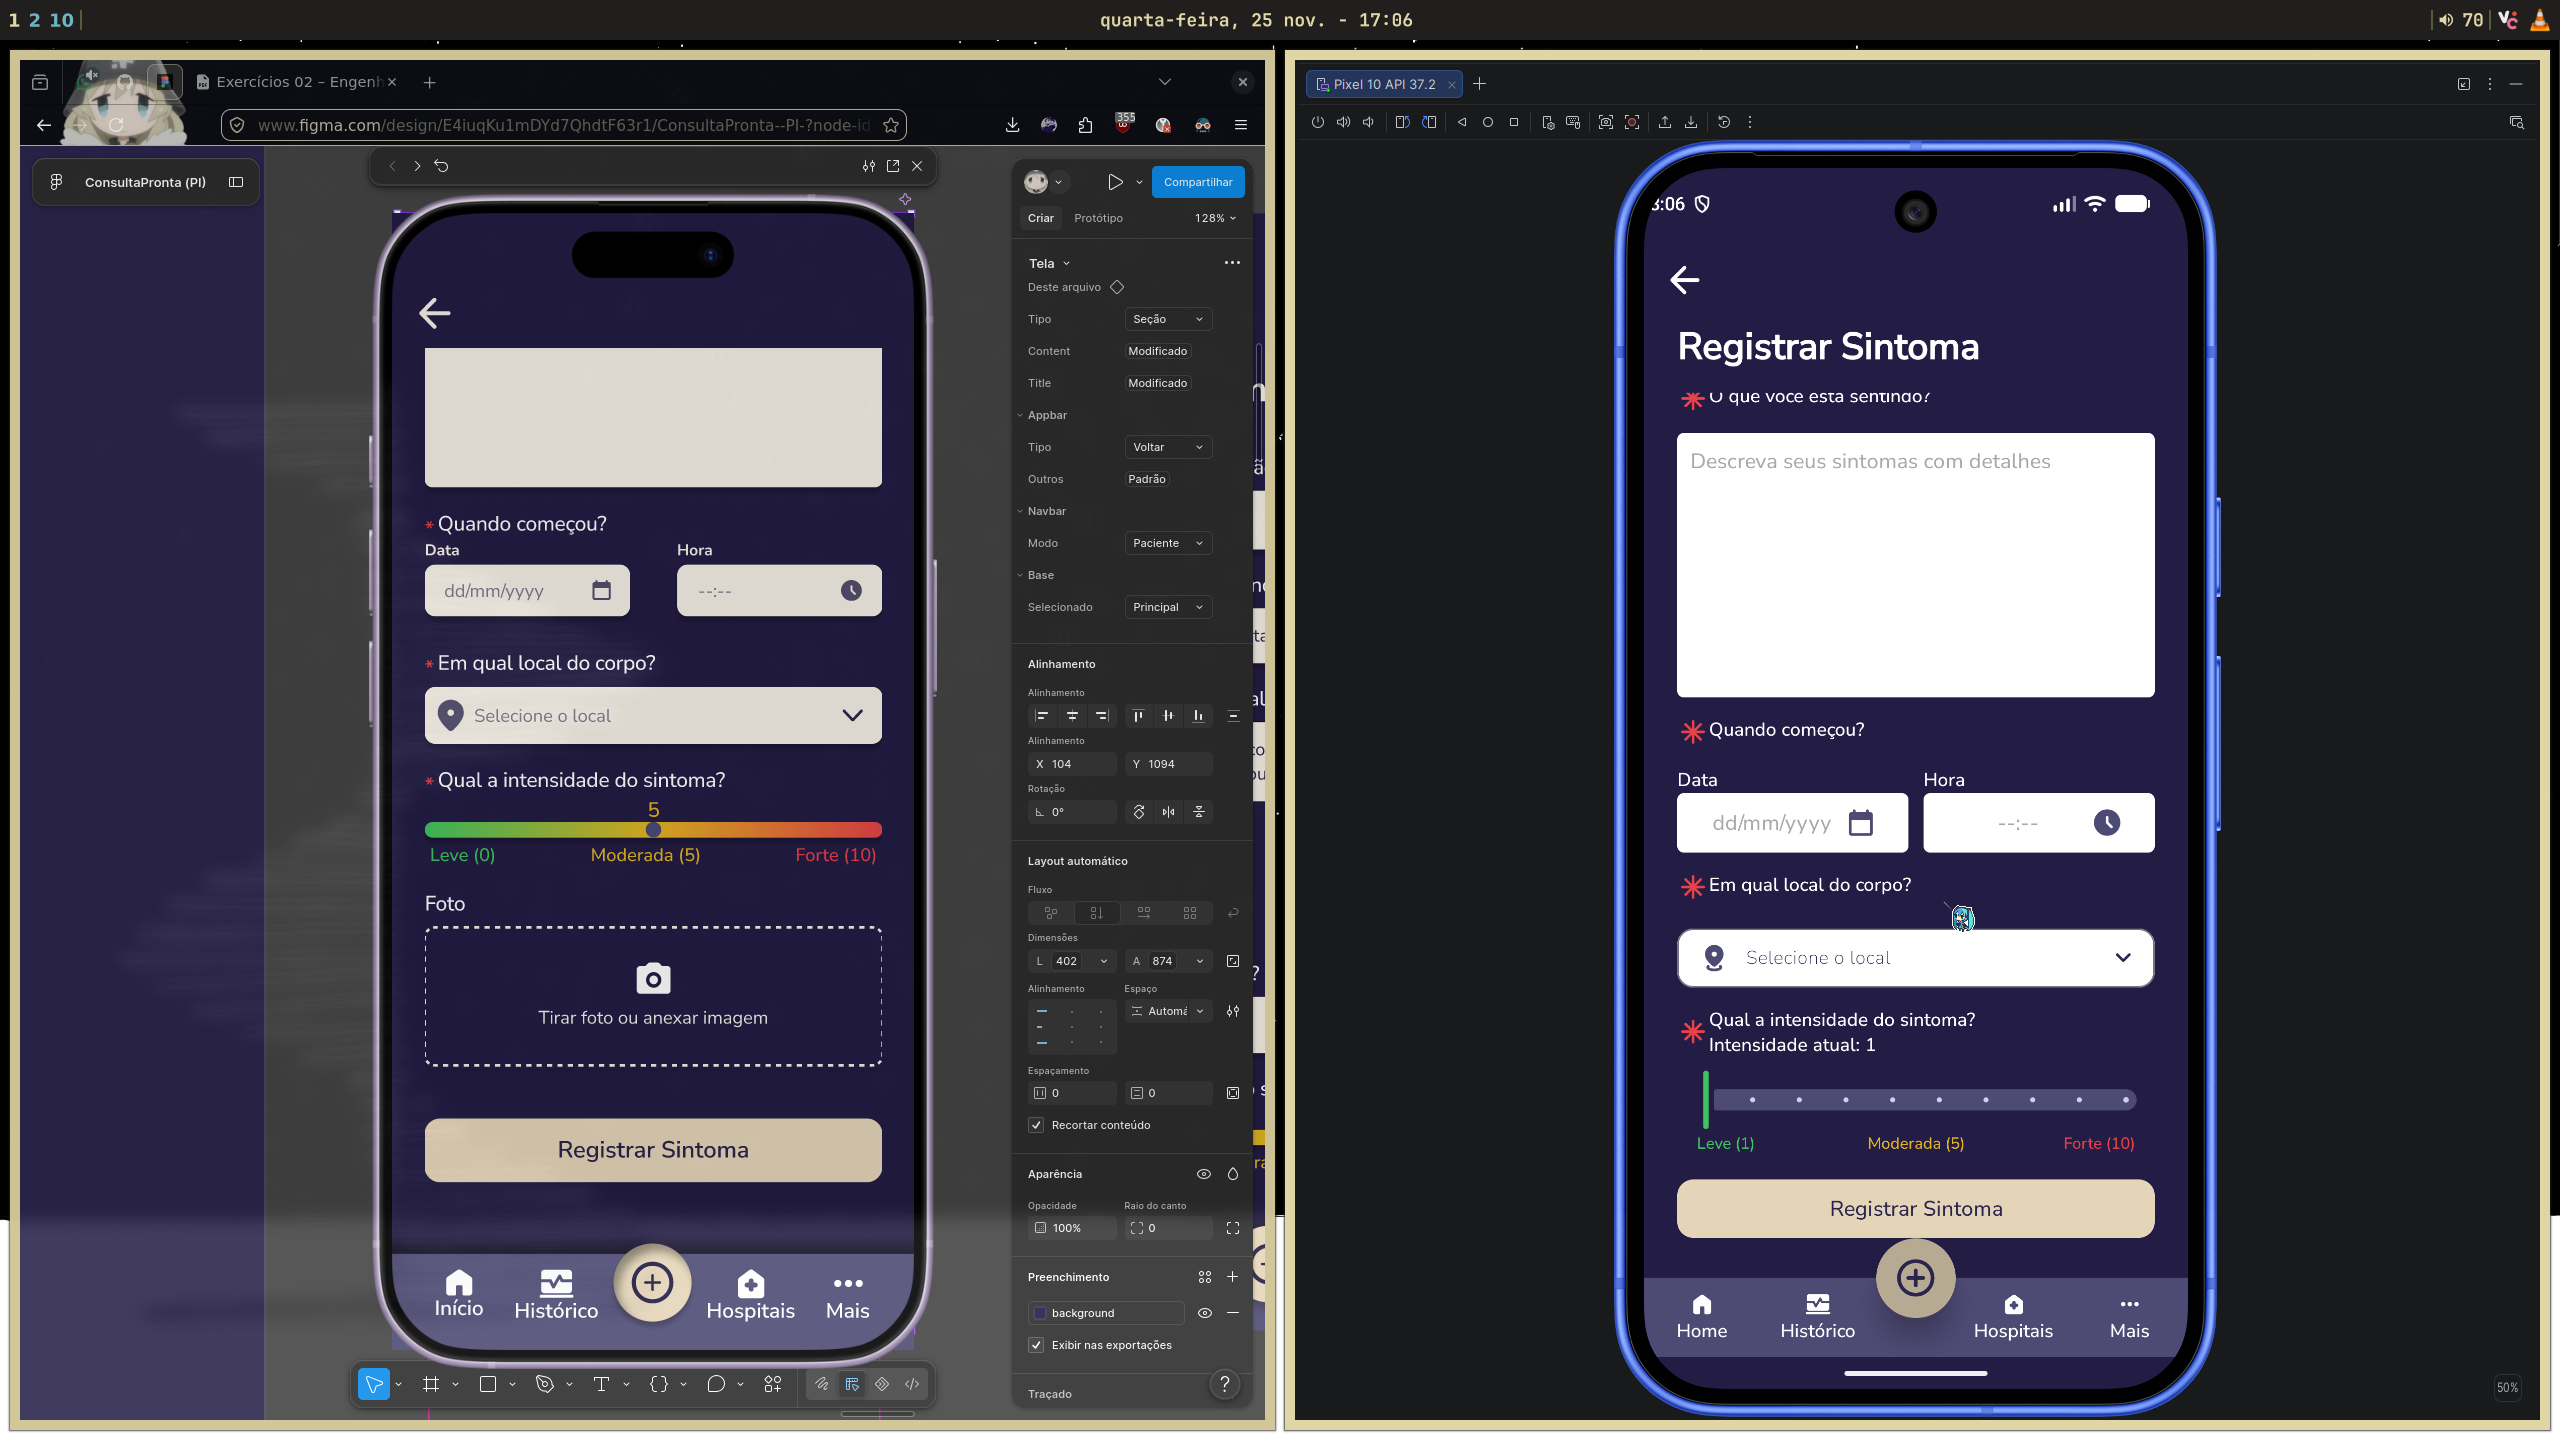 1 2 10
quarta-feira, 25 nov. - 17:06
70
Exercícios 02 – Engenh
www.figma.com/design/E4iuqKu1mDYd7QhdtF63r1/ConsultaPronta--PI-?node-id
355
ConsultaPronta (PI)
Quando começou?
Data
Hora
dd/mm/yyyy
--:--
Em qual local do corpo?
Selecione o local
Qual a intensidade do sintoma?
5
Leve (0)
Moderada (5)
Forte (10)
Foto
Tirar foto ou anexar imagem
Registrar Sintoma
Início
Histórico
Hospitais
Mais
Compartilhar
Criar
Protótipo
128%
Tela
Deste arquivo
Tipo
Seção
Content
Modificado
Title
Modificado
Appbar
Tipo
Voltar
Outros
Padrão
Navbar
Modo
Paciente
Base
Selecionado
Principal
Alinhamento
Alinhamento
Alinhamento
X 104
Y 1094
Rotação
0°
Layout automático
Fluxo
Dimensões
L 402
A 874
Alinhamento
Espaço
Automá
Espaçamento
0
0
Recortar conteúdo
Aparência
Opacidade
Raio do canto
100%
0
Preenchimento
background
Exibir nas exportações
Traçado
?
Pixel 10 API 37.2
3:06
Registrar Sintoma
O que você está sentindo?
Descreva seus sintomas com detalhes
Quando começou?
Data
Hora
dd/mm/yyyy
--:--
Em qual local do corpo?
Selecione o local
Qual a intensidade do sintoma?
Intensidade atual: 1
Leve (1)
Moderada (5)
Forte (10)
Registrar Sintoma
Home
Histórico
Hospitais
Mais
50%